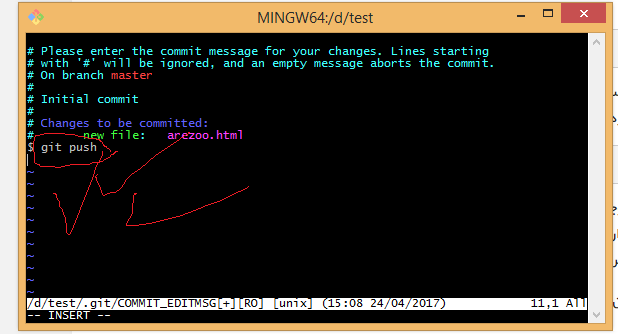 MINGW64:/d/test
# Please enter the commit message for your changes. Lines starting
# with '#' will be ignored, and an empty message aborts the commit.
# On branch master
#
# Initial commit
#
# Changes to be committed:
# new file: arezoo.html
$ git push
~
~
~
~
~
~
~
~
~
~
~
/d/test/.git/COMMIT_EDITMSG[+][RO] [unix] (15:08 24/04/2017) 11,1 All
-- INSERT --